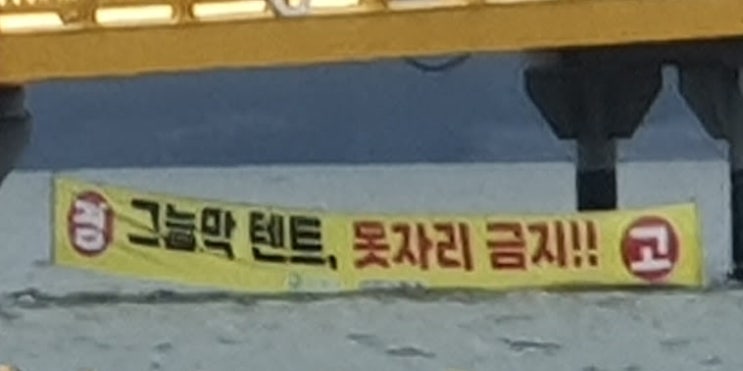 경 그늘막 텐트, 돗자리 금지!! 고